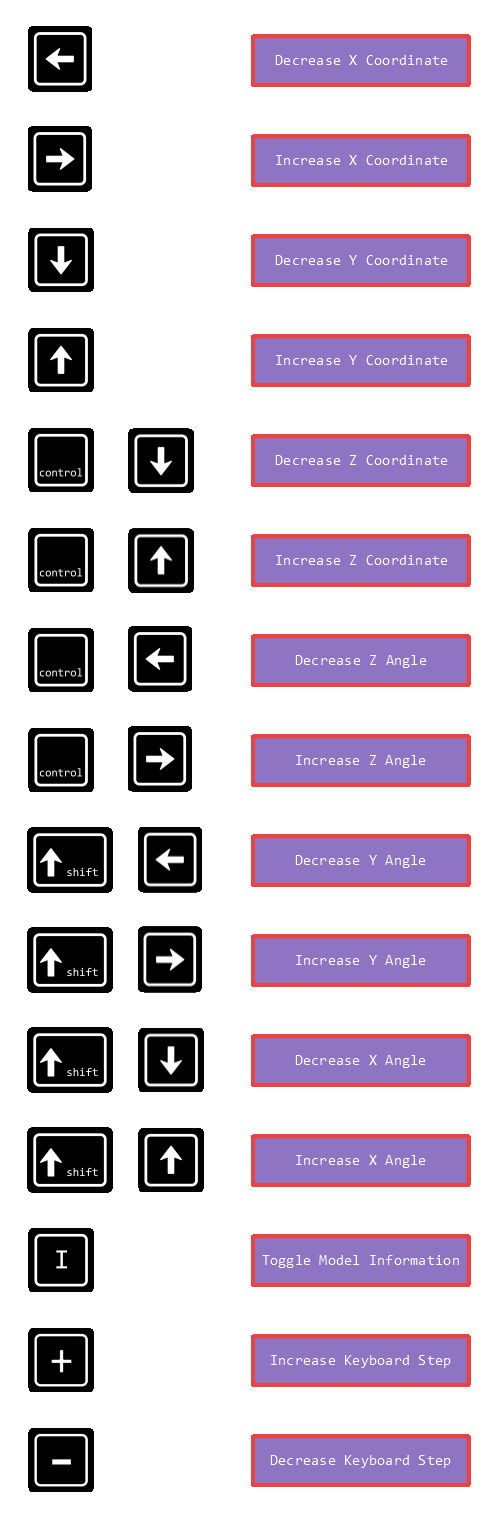 Decrease X Coordinate
Increase X Coordinate
Decrease Y Coordinate
Increase Y Coordinate
control Decrease Z Coordinate
control Increase Z Coordinate
control Decrease Z Angle
control Increase Z Angle
shift Decrease Y Angle
shift Increase Y Angle
shift Decrease X Angle
shift Increase X Angle
I Toggle Model Information
+ Increase Keyboard Step
- Decrease Keyboard Step